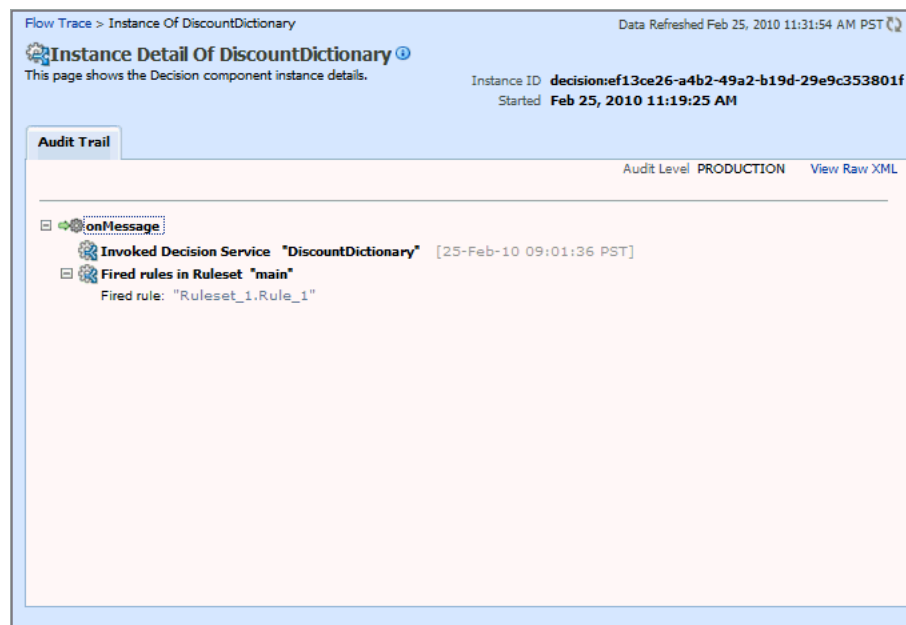 Flow Trace > Instance Of DiscountDictionary
Data Refreshed Feb 25, 2010 11:31:54 AM PST
Instance Detail Of DiscountDictionary
This page shows the Decision component instance details.
Instance ID decision:ef13ce26-a4b2-49a2-b19d-29e9c353801f
Started Feb 25, 2010 11:19:25 AM
Audit Trail
Audit Level PRODUCTION View Raw XML
onMessage
Invoked Decision Service "DiscountDictionary" [25-Feb-10 09:01:36 PST]
Fired rules in Ruleset "main"
Fired rule: "Ruleset_1.Rule_1"